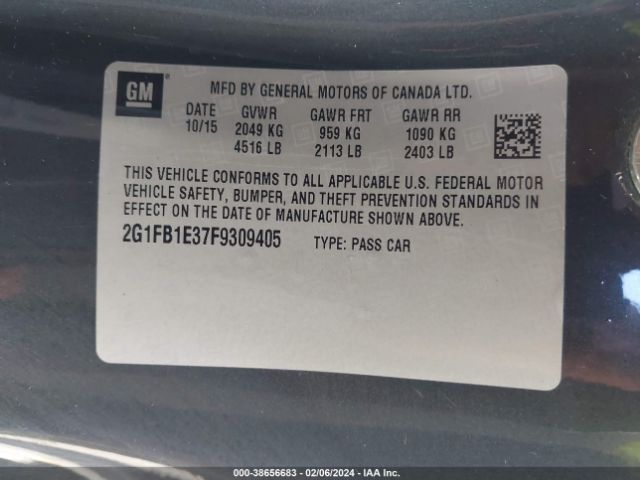 GM
MFD BY GENERAL MOTORS OF CANADA LTD.
DATE GVWR GAWR FRT GAWR RR
10/15 2049 KG 959 KG 1090 KG
4516 LB 2113 LB 2403 LB
THIS VEHICLE CONFORMS TO ALL APPLICABLE U.S. FEDERAL MOTOR
VEHICLE SAFETY, BUMPER, AND THEFT PREVENTION STANDARDS IN
EFFECT ON THE DATE OF MANUFACTURE SHOWN ABOVE.
2G1FB1E37F9309405 TYPE: PASS CAR
000-38656683 / 02/06/2024 - IAA Inc.